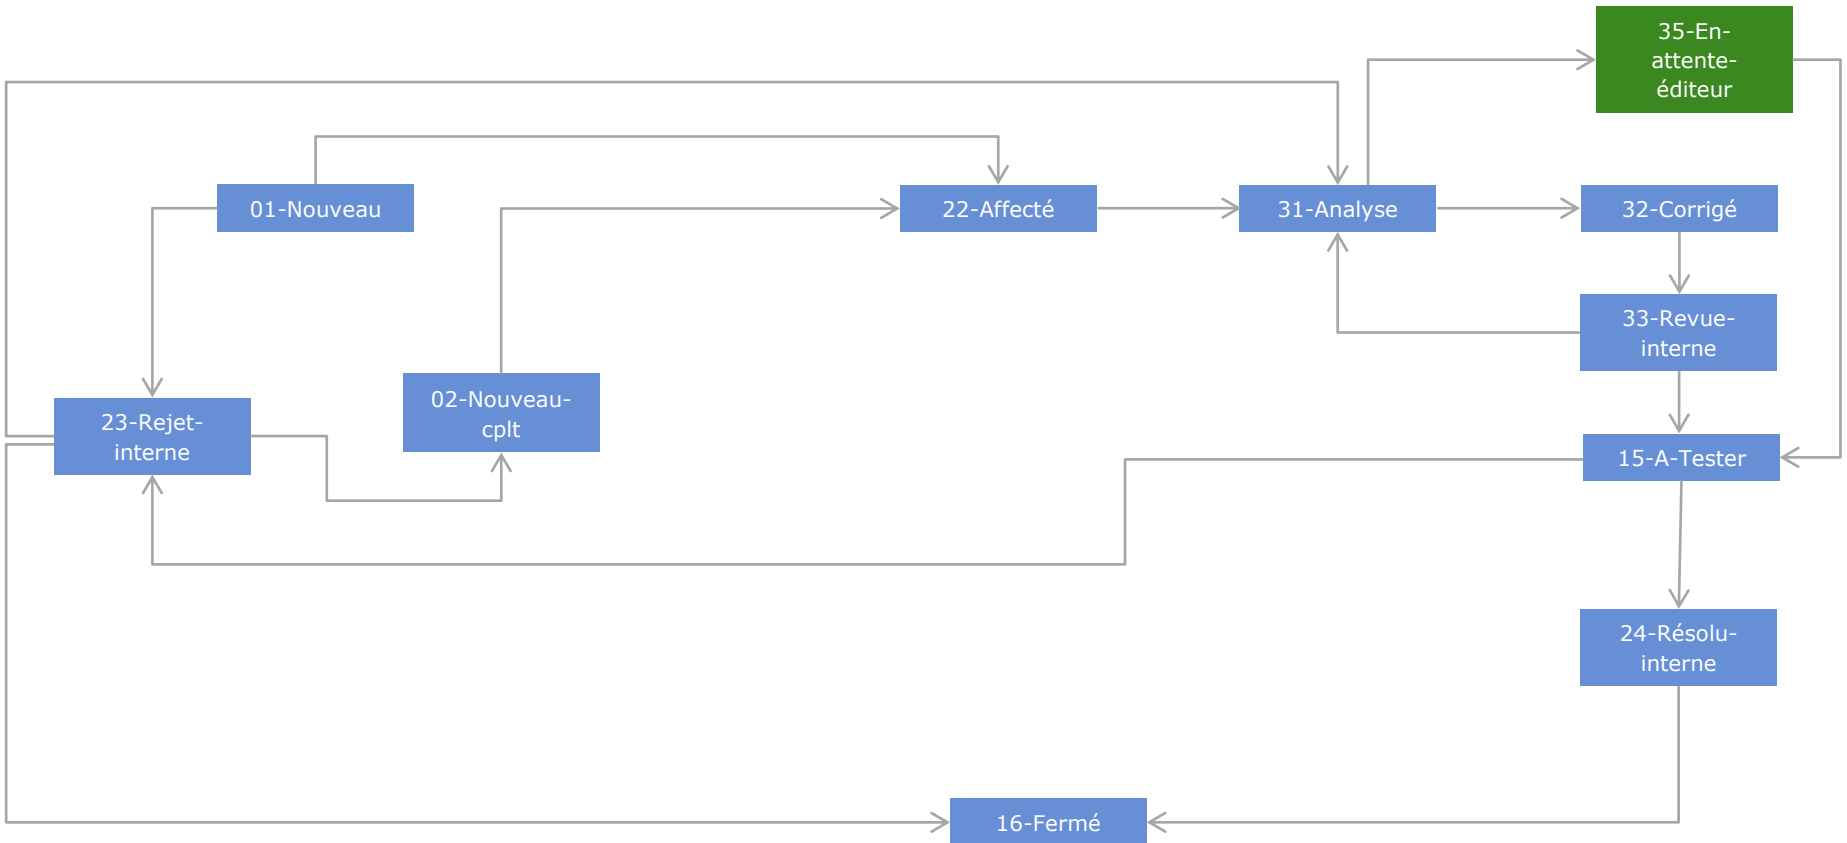 35-En-
attente-
éditeur
01-Nouveau
22-Affecté
31-Analyse
32-Corrigé
33-Revue-
interne
02-Nouveau-
cplt
23-Rejet-
interne
15-A-Tester
24-Résolu-
interne
16-Fermé